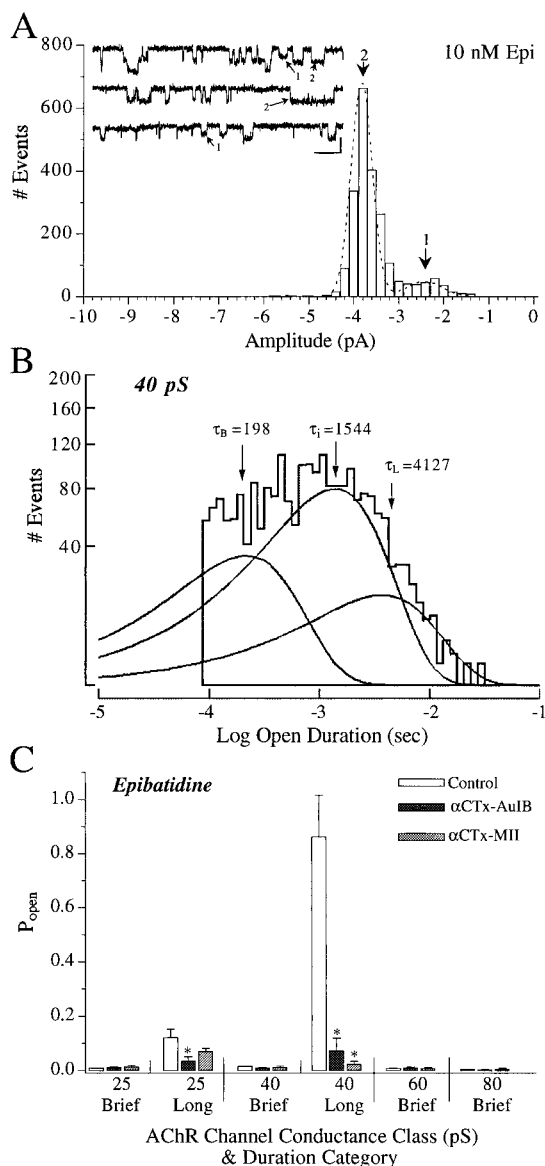 A
10 nM Epi
800
600
400
200
0
# Events
2
1
1
2
2
1
-10 -9 -8 -7 -6 -5 -4 -3 -2 -1 0
Amplitude (pA)
B
40 pS
200
160
120
80
40
# Events
τB=198
τi=1544
τL=4127
-5 -4 -3 -2 -1
Log Open Duration (sec)
C
Epibatidine
Control
αCTx-AuIB
αCTx-MII
1.0
0.8
0.6
0.4
0.2
0.0
Popen
*
*
*
25 25 40 40 60 80
Brief Long Brief Long Brief Brief
AChR Channel Conductance Class (pS)
& Duration Category